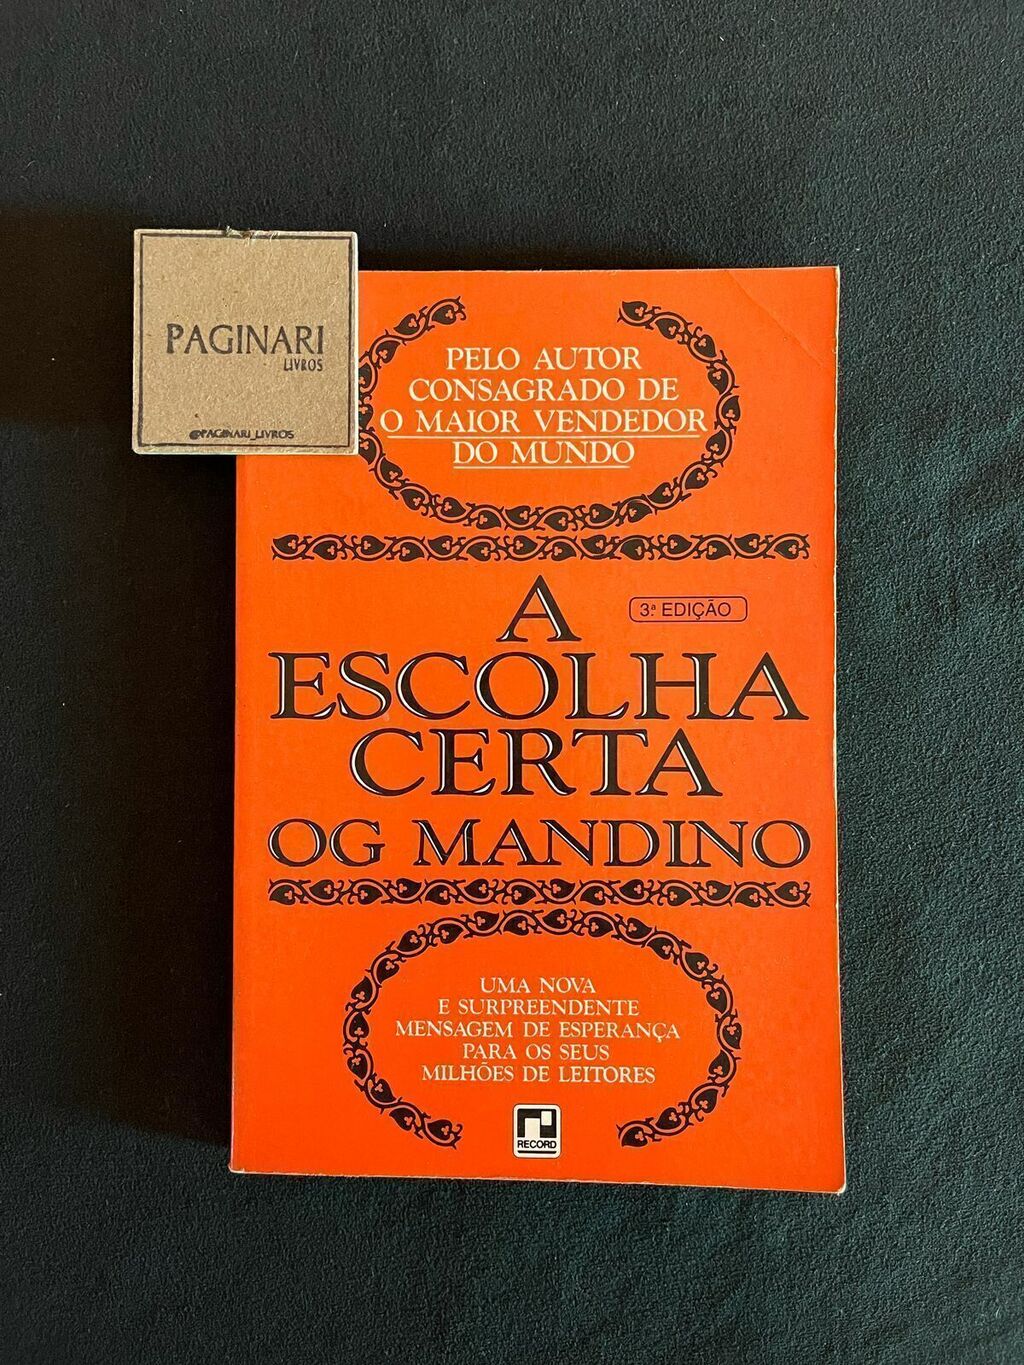 PAGINARI
LIVROS
@PAGINARI_LIVROS
PELO AUTOR
CONSAGRADO DE
O MAIOR VENDEDOR
DO MUNDO
A
3ª EDIÇÃO
ESCOLHA
CERTA
OG MANDINO
UMA NOVA
E SURPREENDENTE
MENSAGEM DE ESPERANÇA
PARA OS SEUS
MILHÕES DE LEITORES
RECORD